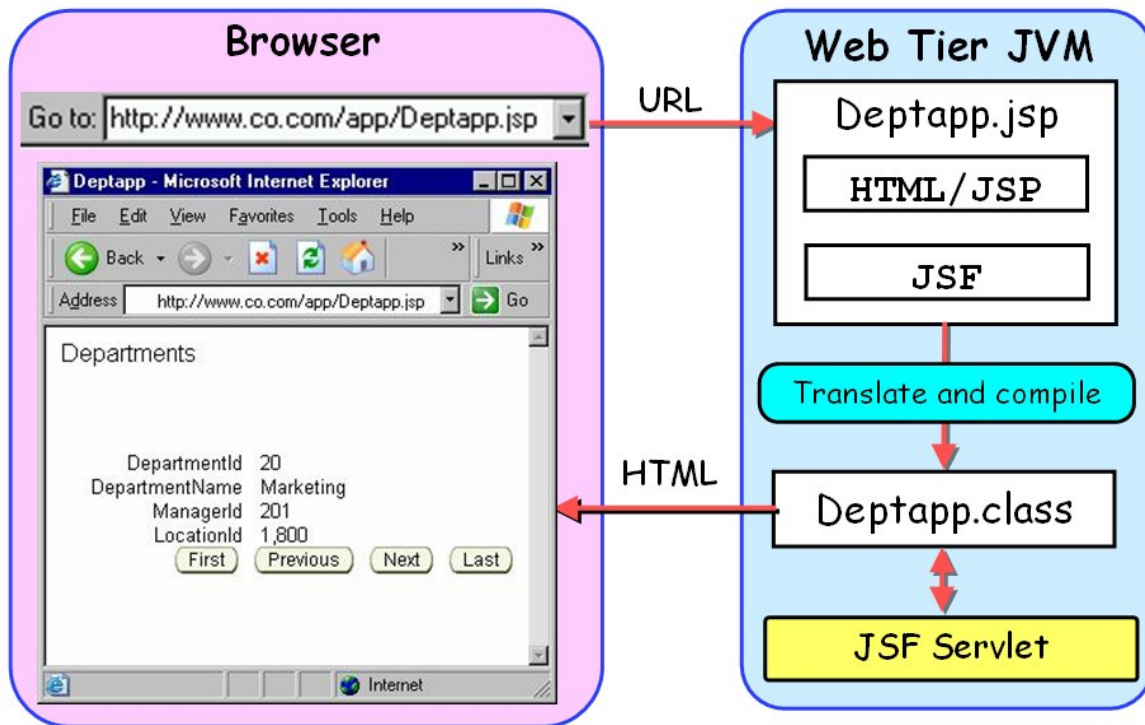 Browser
Go to: http://www.co.com/app/Deptapp.jsp
Deptapp - Microsoft Internet Explorer
File Edit View Favorites Tools Help
Back » Links »
Address http://www.co.com/app/Deptapp.jsp Go
Departments
DepartmentId 20
DepartmentName Marketing
ManagerId 201
LocationId 1,800
First Previous Next Last
Internet
URL
HTML
Web Tier JVM
Deptapp.jsp
HTML/JSP
JSF
Translate and compile
Deptapp.class
JSF Servlet